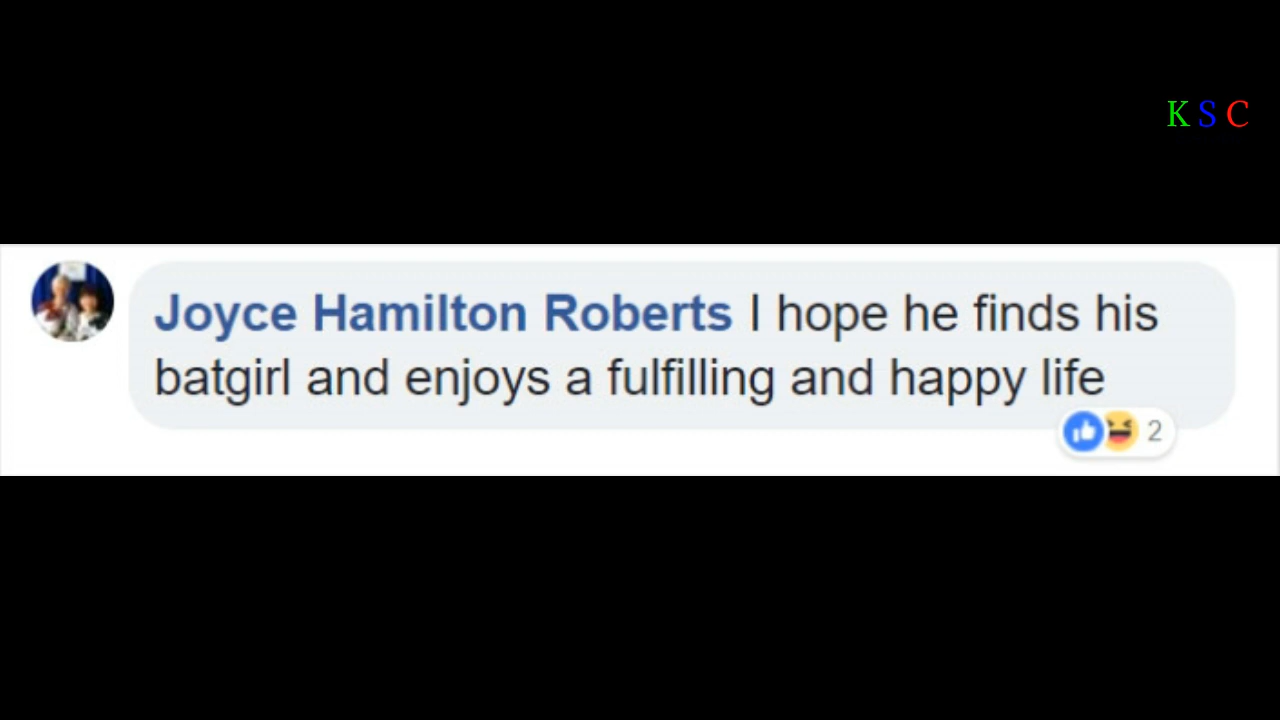 K S C
Joyce Hamilton Roberts I hope he finds his
batgirl and enjoys a fulfilling and happy life
2